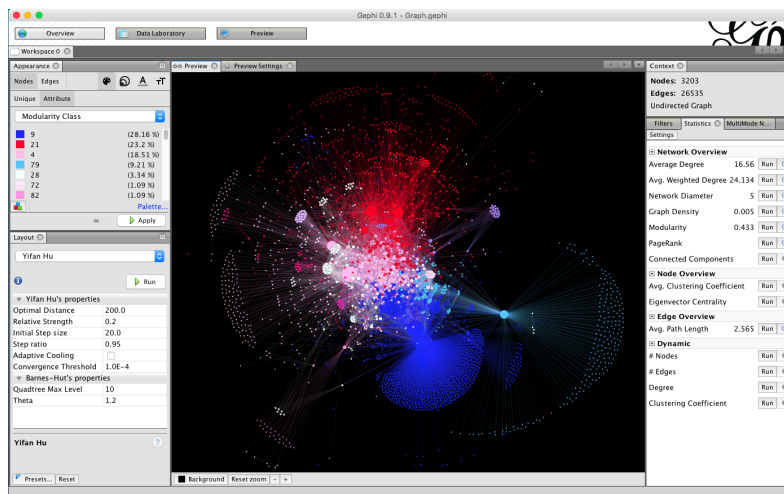 Gephi 0.9.1 - Graph.gephi
Overview Data Laboratory Preview
Workspace 0
Appearance
Nodes Edges
Unique Attribute
Modularity Class
9 (28.16 %)
21 (23.2 %)
4 (18.51 %)
79 (9.21 %)
28 (3.34 %)
72 (1.09 %)
82 (1.09 %)
Palette...
= Apply
Layout
Yifan Hu
Run
Yifan Hu's properties
Optimal Distance 200.0
Relative Strength 0.2
Initial Step size 20.0
Step ratio 0.95
Adaptive Cooling
Convergence Threshold 1.0E-4
Barnes-Hut's properties
Quadtree Max Level 10
Theta 1.2
Yifan Hu ?
Presets... Reset
Preview Preview Settings
Background Reset zoom - +
Context
Nodes: 3203
Edges: 26535
Undirected Graph
Filters Statistics MultiMode N...
Settings
Network Overview
Average Degree 16.56 Run
Avg. Weighted Degree 24.134 Run
Network Diameter 5 Run
Graph Density 0.005 Run
Modularity 0.433 Run
PageRank Run
Connected Components Run
Node Overview
Avg. Clustering Coefficient Run
Eigenvector Centrality Run
Edge Overview
Avg. Path Length 2.565 Run
Dynamic
# Nodes Run
# Edges Run
Degree Run
Clustering Coefficient Run